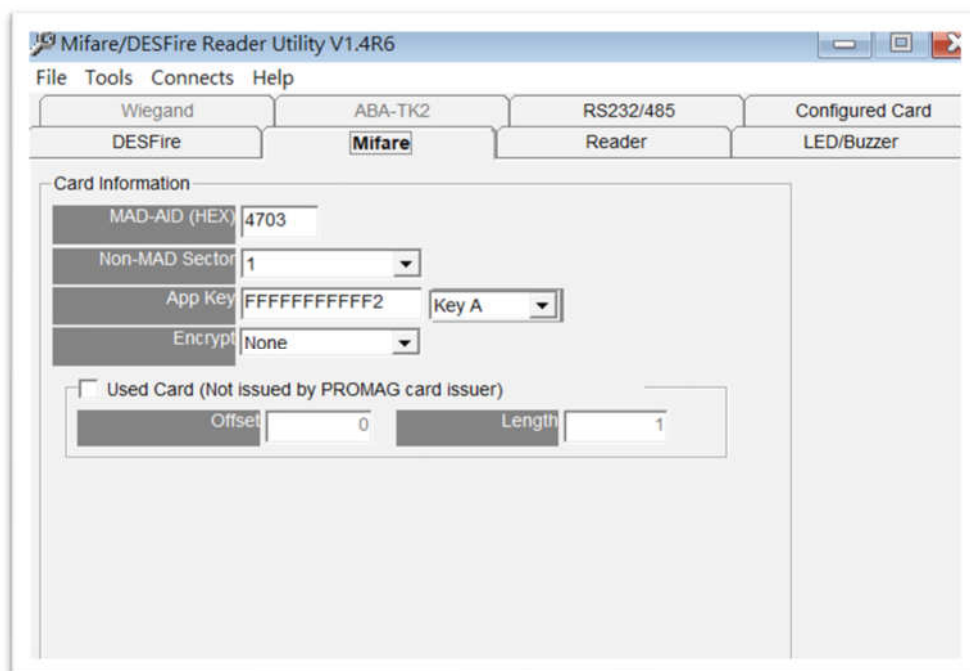 Mifare/DESFire Reader Utility V1.4R6
File Tools Connects Help
Wiegand ABA-TK2 RS232/485 Configured Card
DESFire Mifare Reader LED/Buzzer
Card Information
MAD-AID (HEX) 4703
Non-MAD Sector 1
App Key FFFFFFFFFFF2 Key A
Encrypt None
Used Card (Not issued by PROMAG card issuer)
Offset 0 Length 1